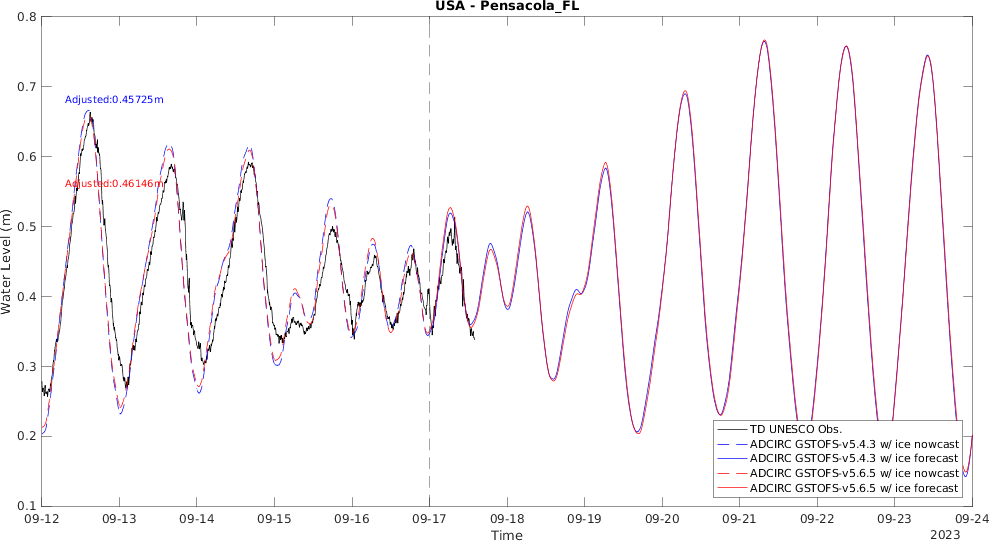 USA - Pensacola_FL
0.8
0.7
0.6
0.5
0.4
0.3
0.2
0.1
Water Level (m)
Adjusted:0.45725m
Adjusted:0.46146m
TD UNESCO Obs.
ADCIRC GSTOFS-v5.4.3 w/ ice nowcast
ADCIRC GSTOFS-v5.4.3 w/ ice forecast
ADCIRC GSTOFS-v5.6.5 w/ ice nowcast
ADCIRC GSTOFS-v5.6.5 w/ ice forecast
09-12 09-13 09-14 09-15 09-16 09-17 09-18 09-19 09-20 09-21 09-22 09-23 09-24
Time
2023